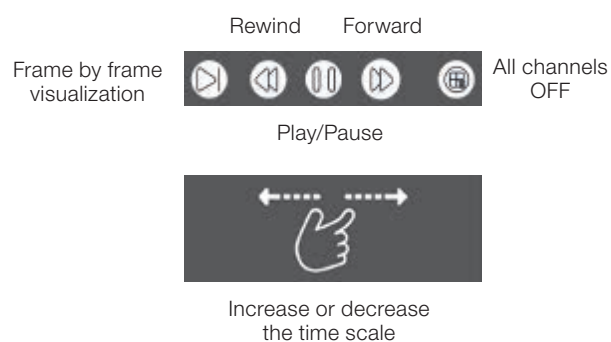 Rewind
Forward
Frame by frame
visualization
All channels
OFF
Play/Pause
Increase or decrease
the time scale